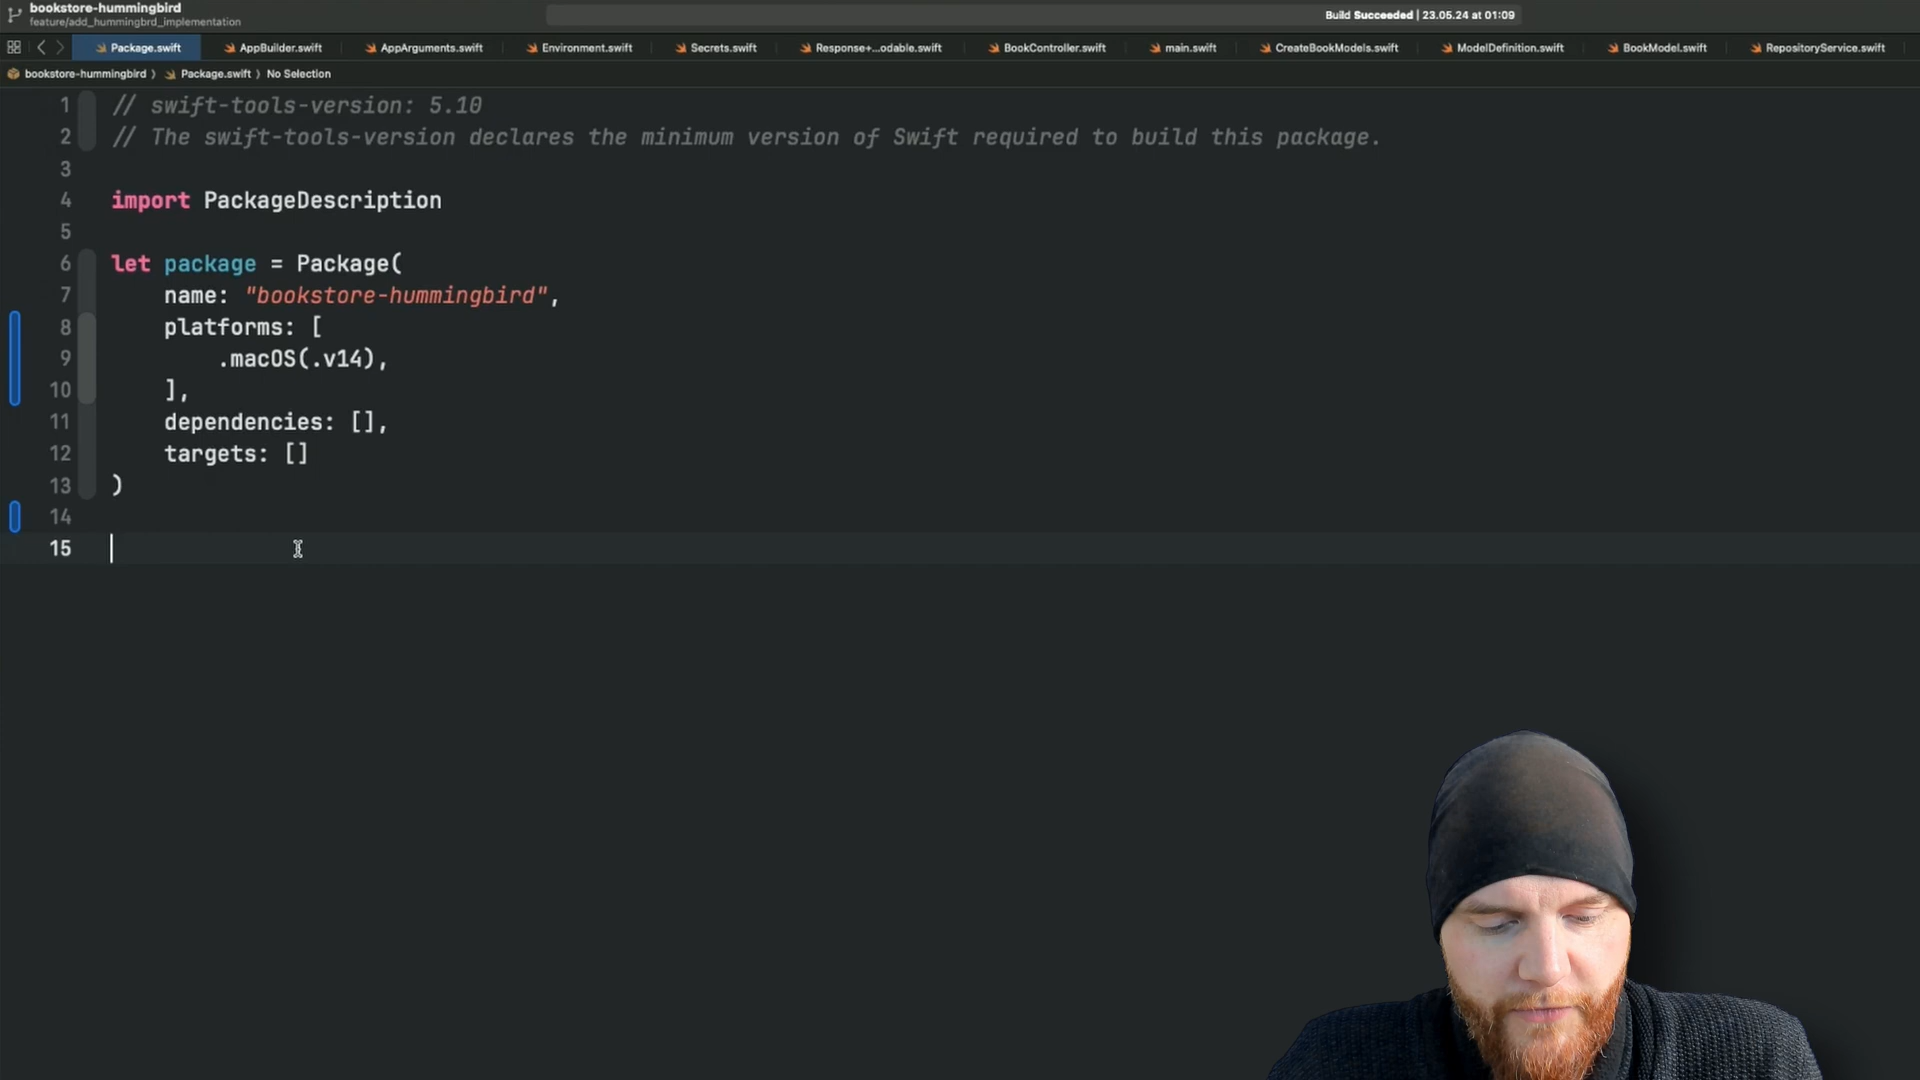 bookstore-hummingbird
feature/add_hummingbrd_implementation
Build Succeeded | 23.05.24 at 01:09
Package.swift
AppBuilder.swift
AppArguments.swift
Environment.swift
Secrets.swift
Response+...odable.swift
BookController.swift
main.swift
CreateBookModels.swift
ModelDefinition.swift
BookModel.swift
RepositoryService.swift
bookstore-hummingbird 〉 Package.swift 〉 No Selection
1 // swift-tools-version: 5.10
2 // The swift-tools-version declares the minimum version of Swift required to build this package.
3
4 import PackageDescription
5
6 let package = Package(
7 name: "bookstore-hummingbird",
8 platforms: [
9 .macOS(.v14),
10 ],
11 dependencies: [],
12 targets: []
13 )
14
15